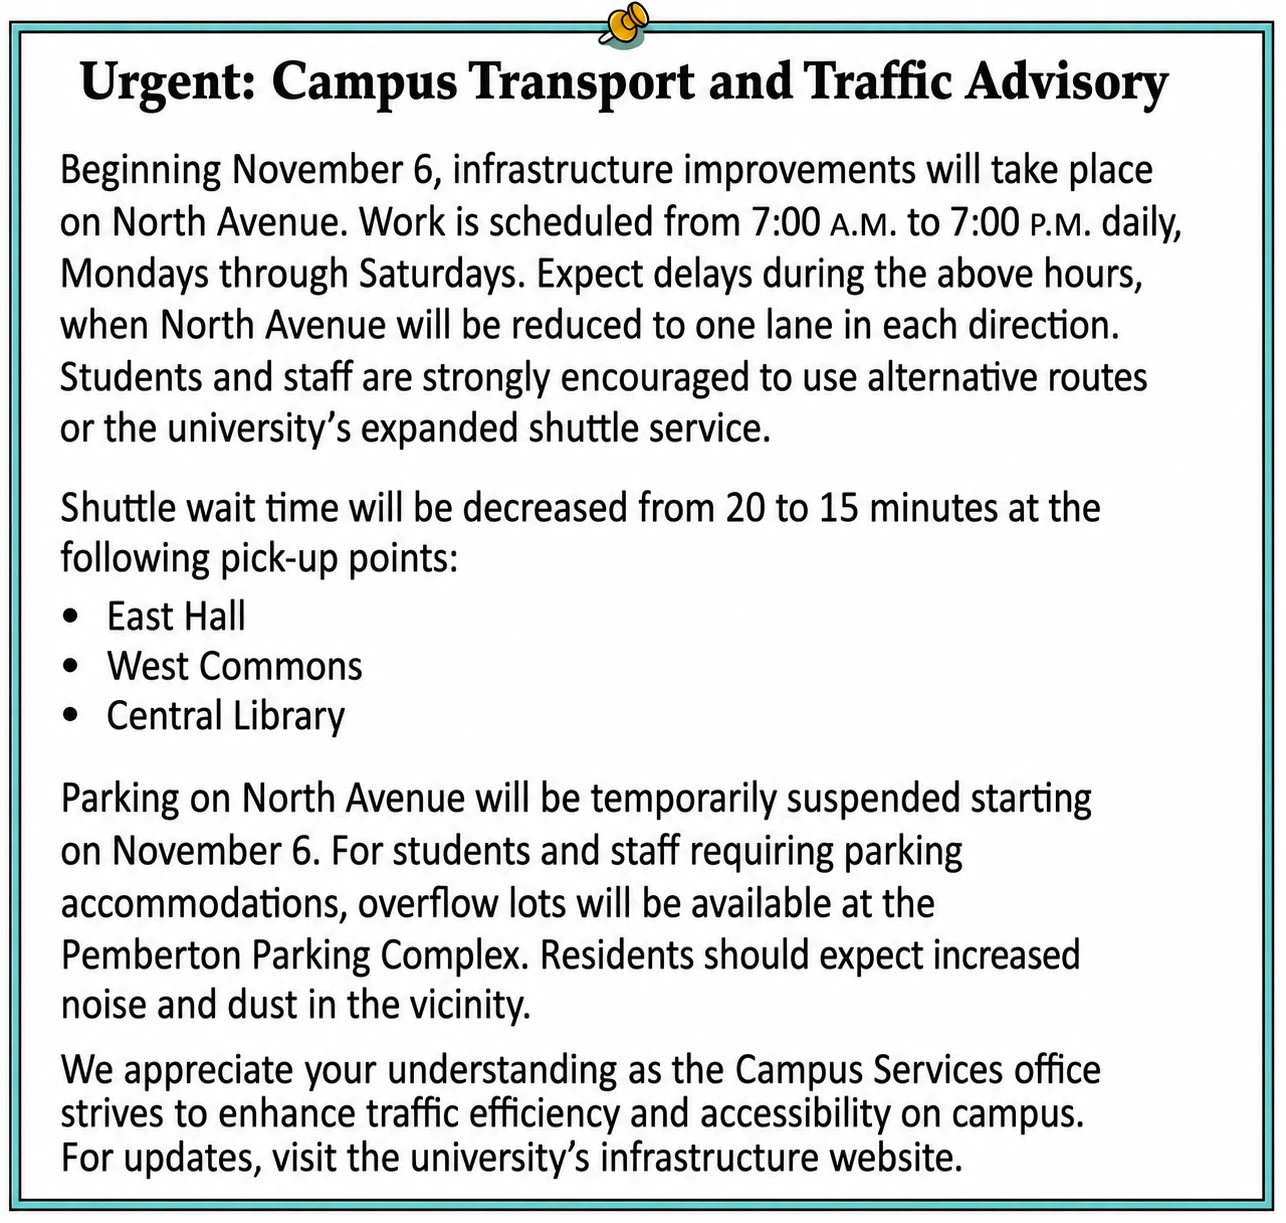 Urgent: Campus Transport and Traffic Advisory
Beginning November 6, infrastructure improvements will take place
on North Avenue. Work is scheduled from 7:00 A.M. to 7:00 P.M. daily,
Mondays through Saturdays. Expect delays during the above hours,
when North Avenue will be reduced to one lane in each direction.
Students and staff are strongly encouraged to use alternative routes
or the university’s expanded shuttle service.
Shuttle wait time will be decreased from 20 to 15 minutes at the
following pick-up points:
• East Hall
• West Commons
• Central Library
Parking on North Avenue will be temporarily suspended starting
on November 6. For students and staff requiring parking
accommodations, overflow lots will be available at the
Pemberton Parking Complex. Residents should expect increased
noise and dust in the vicinity.
We appreciate your understanding as the Campus Services office
strives to enhance traffic efficiency and accessibility on campus.
For updates, visit the university’s infrastructure website.